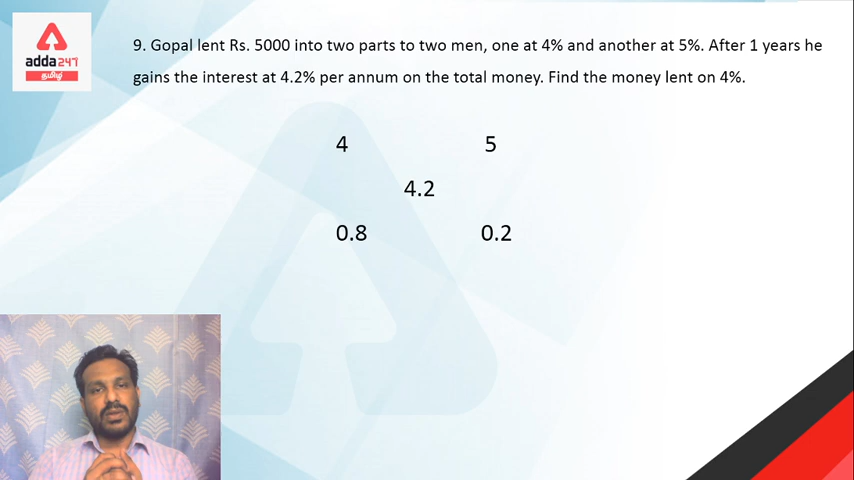 adda247
தமிழ்
9. Gopal lent Rs. 5000 into two parts to two men, one at 4% and another at 5%. After 1 years he
gains the interest at 4.2% per annum on the total money. Find the money lent on 4%.
4 5
4.2
0.8 0.2